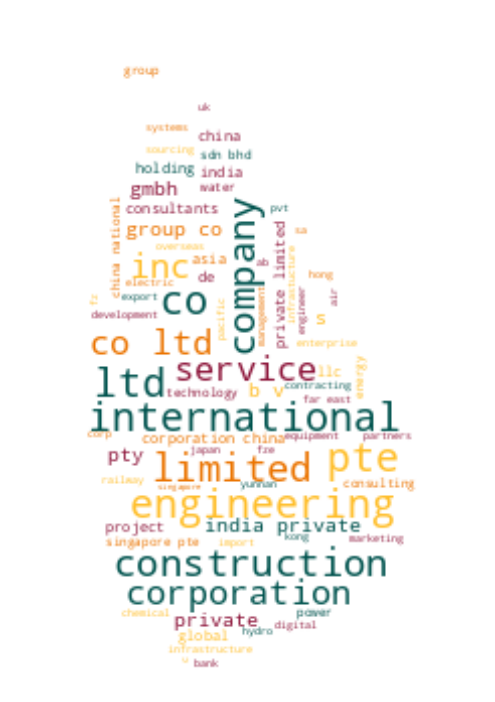 group
uk
systems
china
sourcing
sdn bhd
holding
india
gmbh
water
consultants
pvt
china national
company
group co
private limited
sa
overseas
inc
asia
ab
infrastucture
hong
electric
de
co
export
fz
pacific
management
engineer
air
development
s
co ltd
enterprise
service
llc
energy
ltd
technology
b v
contracting
far east
international
corp
corporation china
equipment
partners
pty
japan
fze
limited
pte
railway
singapore
yunnan
consulting
engineering
project
india private
singapore pte
import
kong
marketing
construction
corporation
chemical
private
power
digital
global
hydro
infrastructure
u
bank